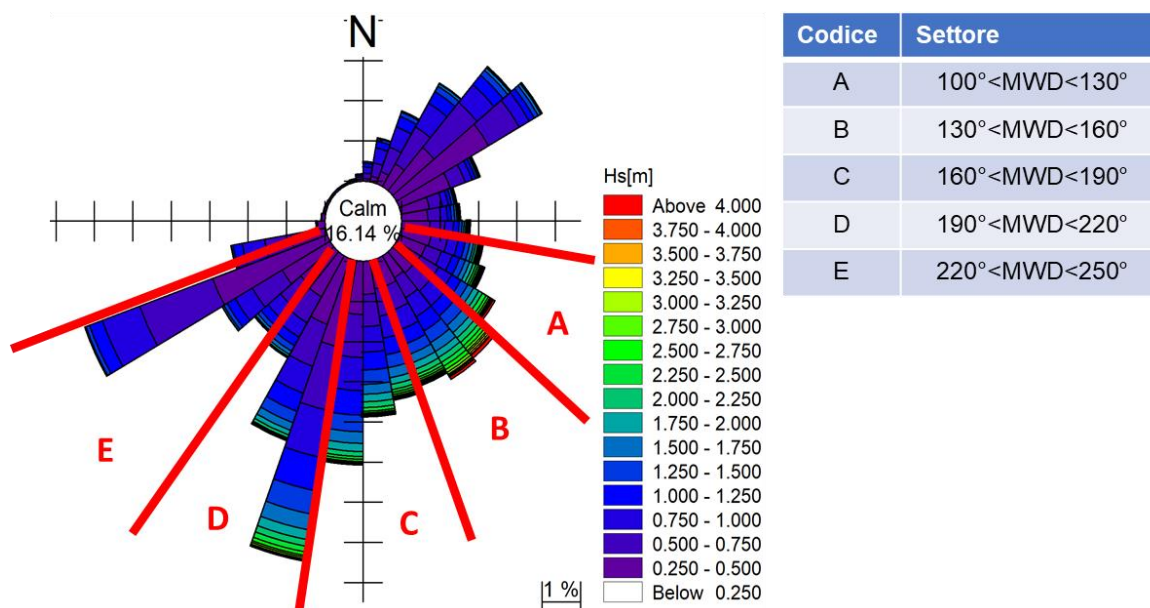 N
Calm
16.14 %
A
B
C
D
E
1 %
Hs[m]
Above 4.000
3.750 - 4.000
3.500 - 3.750
3.250 - 3.500
3.000 - 3.250
2.750 - 3.000
2.500 - 2.750
2.250 - 2.500
2.000 - 2.250
1.750 - 2.000
1.500 - 1.750
1.250 - 1.500
1.000 - 1.250
0.750 - 1.000
0.500 - 0.750
0.250 - 0.500
Below 0.250
Codice Settore
A 100°<MWD<130°
B 130°<MWD<160°
C 160°<MWD<190°
D 190°<MWD<220°
E 220°<MWD<250°